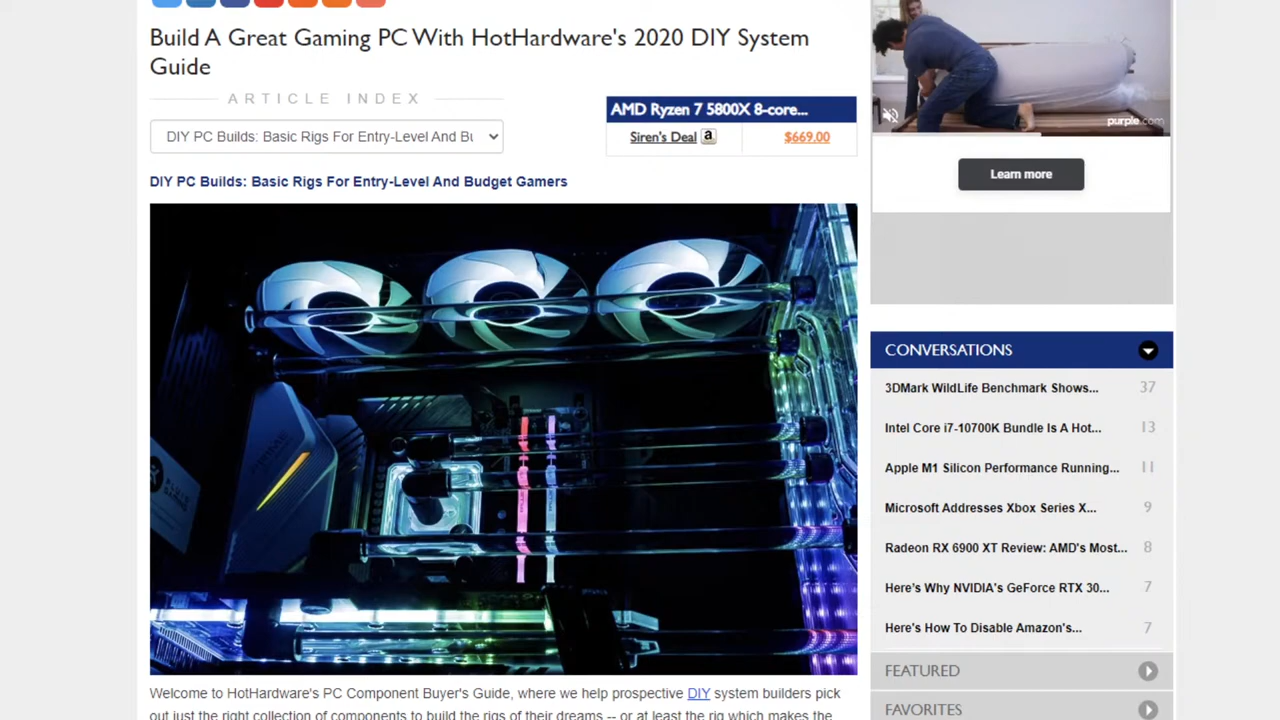 Build A Great Gaming PC With HotHardware's 2020 DIY System
Guide
ARTICLE INDEX
DIY PC Builds: Basic Rigs For Entry-Level And Bu
AMD Ryzen 7 5800X 8-core...
Siren's Deal a $669.00
DIY PC Builds: Basic Rigs For Entry-Level And Budget Gamers
Welcome to HotHardware's PC Component Buyer's Guide, where we help prospective DIY system builders pick
out just the right collection of components to build the rigs of their dreams -- or at least the rig which makes the
purple.com
Learn more
CONVERSATIONS
3DMark WildLife Benchmark Shows... 37
Intel Core i7-10700K Bundle Is A Hot... 13
Apple M1 Silicon Performance Running... 11
Microsoft Addresses Xbox Series X... 9
Radeon RX 6900 XT Review: AMD's Most... 8
Here's Why NVIDIA's GeForce RTX 30... 7
Here's How To Disable Amazon's... 7
FEATURED
FAVORITES